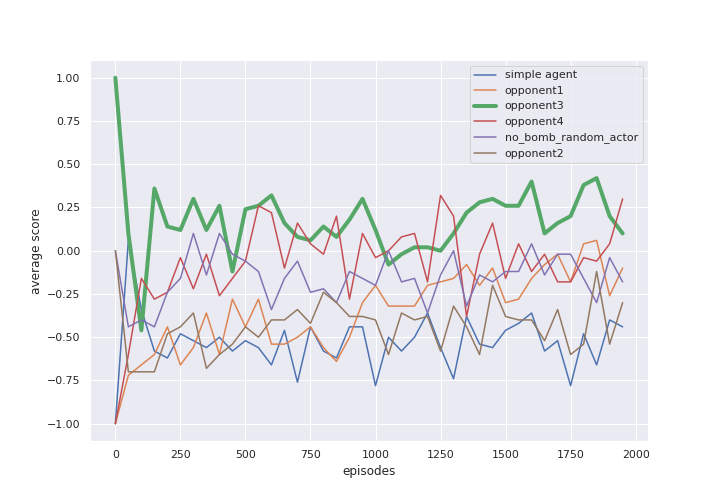 1.00
0.75
0.50
0.25
0.00
−0.25
−0.50
−0.75
−1.00
average score
simple agent
opponent1
opponent3
opponent4
no_bomb_random_actor
opponent2
0 250 500 750 1000 1250 1500 1750 2000
episodes